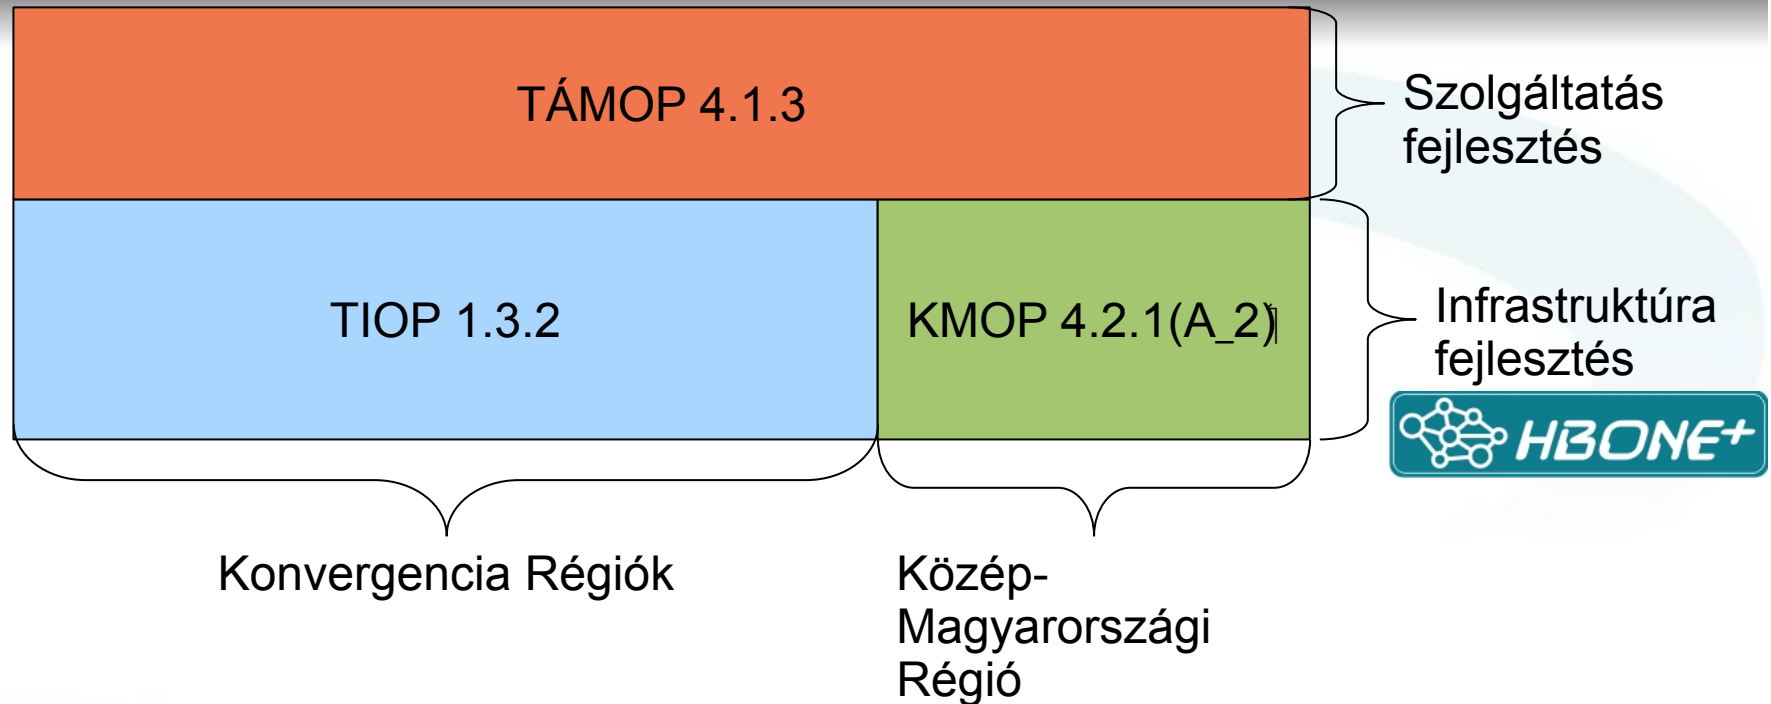 TÁMOP 4.1.3
Szolgáltatás
fejlesztés
TIOP 1.3.2
KMOP 4.2.1(A_2)
Infrastruktúra
fejlesztés
HBONE+
Konvergencia Régiók
Közép-
Magyarországi
Régió